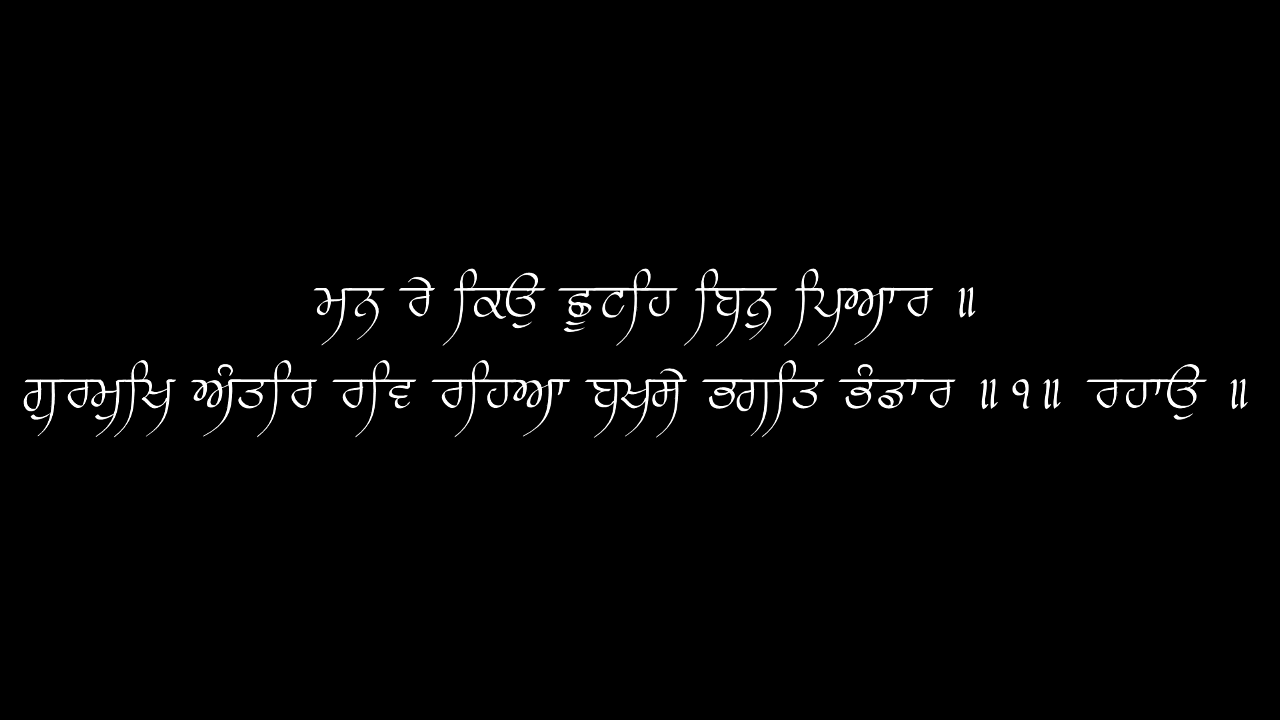 ਮਨ ਰੇ ਕਿਉ ਛੂਟਹਿ ਬਿਨੁ ਪਿਆਰ ॥
ਗੁਰਮੁਖਿ ਅੰਤਰਿ ਰਵਿ ਰਹਿਆ ਬਖਸੇ ਭਗਤਿ ਭੰਡਾਰ ॥੧॥ ਰਹਾਉ ॥